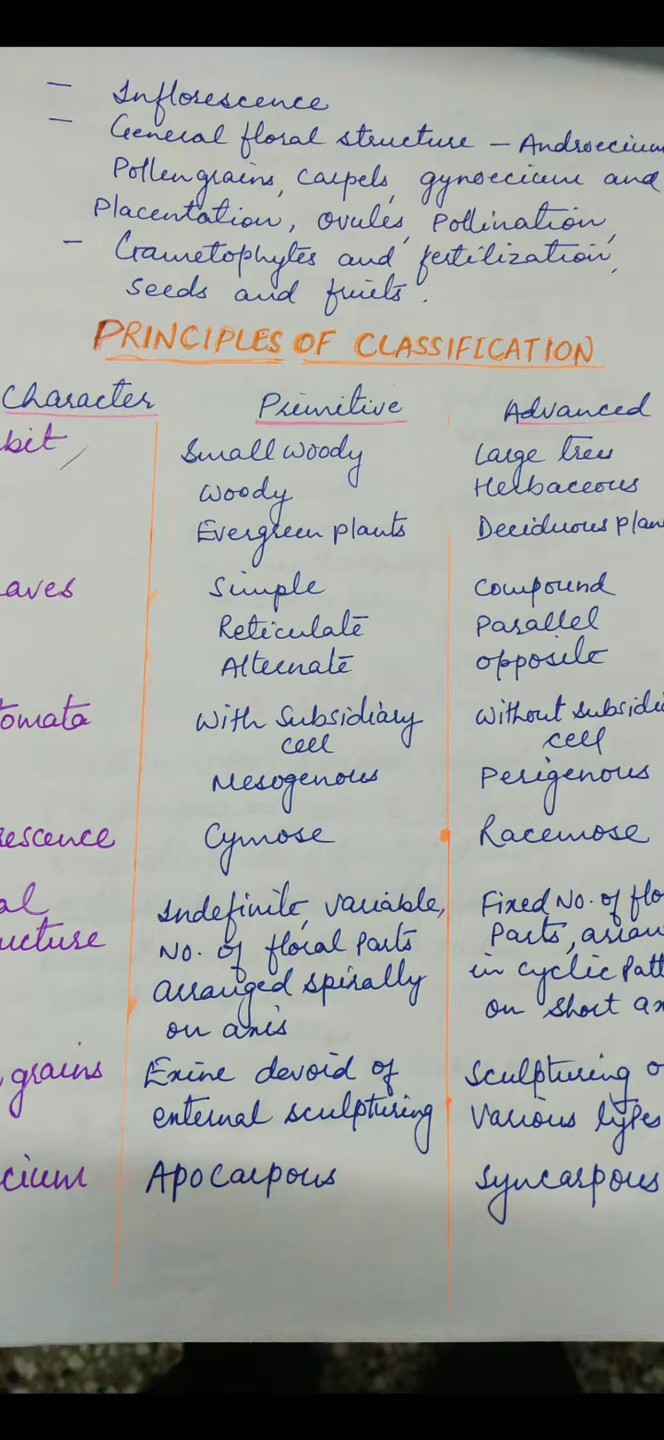 - Inflorescence
- General floral structure - Androecium
Pollengrains, carpels, gynoecium and
Placentation, ovules, Pollination,
- Gametophytes and fertilization,
seeds and fruits.
PRINCIPLES OF CLASSIFICATION
Character Primitive Advanced
bit Small woody Large trees
Woody Herbaceous
Evergreen plants Deciduous plan
aves Simple Compound
Reticulate Parallel
Alternate opposite
tomata With Subsidiary Without Subsidi
cell cell
Mesogenous Perigenous
rescence Cymose Racemose
al Indefinite, variable, Fixed No. of flo
ucture No. of floral Parts Parts, arran
arranged spirally in cyclic Patt
on axis on short ax
grains Exine devoid of Sculpturing o
external sculpturing Various types
cium Apocarpous Syncarpous